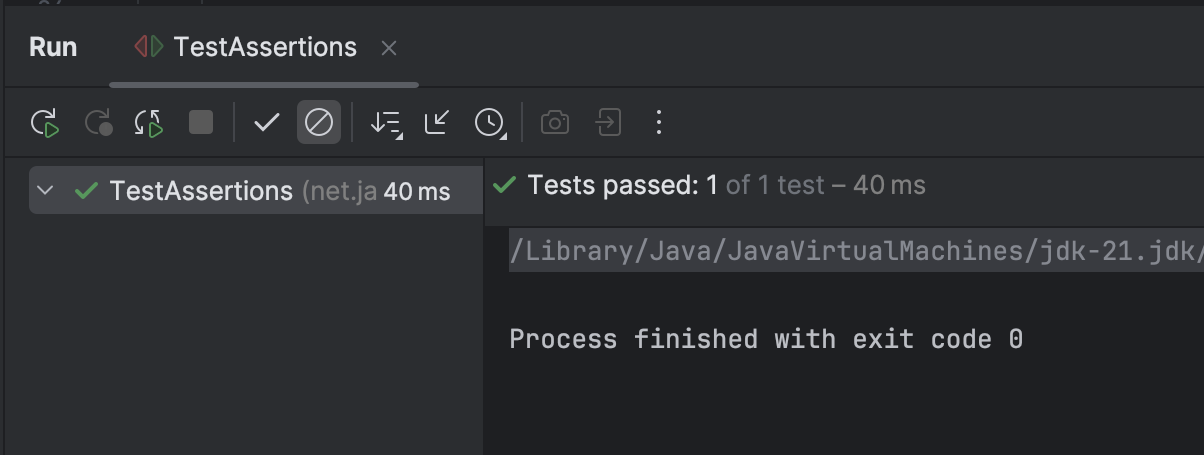 Run TestAssertions
TestAssertions (net.ja 40 ms
Tests passed: 1 of 1 test – 40 ms
/Library/Java/JavaVirtualMachines/jdk-21.jdk/
Process finished with exit code 0